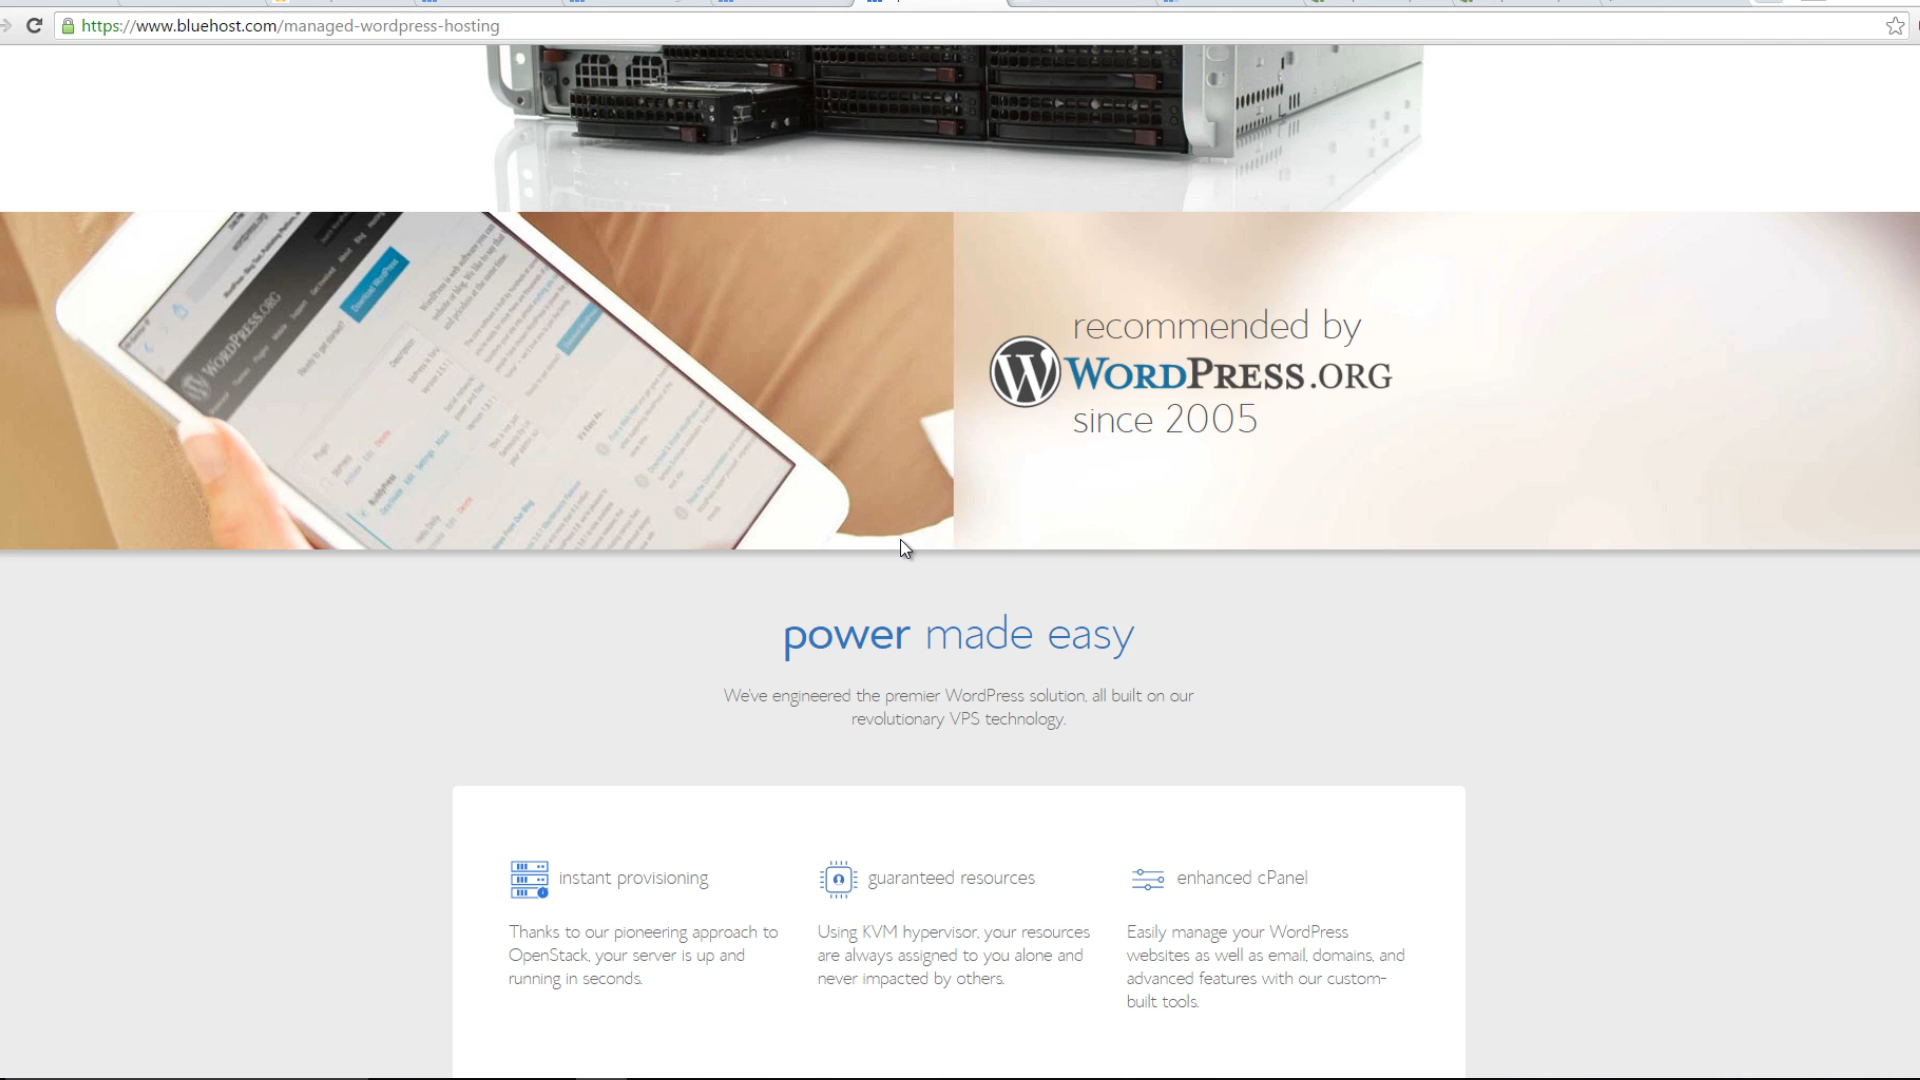 https://www.bluehost.com/managed-wordpress-hosting
WORDPRESS.ORG
Download WordPress
recommended by
WORDPRESS.ORG
since 2005
power made easy
We've engineered the premier WordPress solution, all built on our
revolutionary VPS technology.
instant provisioning
Thanks to our pioneering approach to
OpenStack, your server is up and
running in seconds.
guaranteed resources
Using KVM hypervisor, your resources
are always assigned to you alone and
never impacted by others.
enhanced cPanel
Easily manage your WordPress
websites as well as email, domains, and
advanced features with our custom-
built tools.